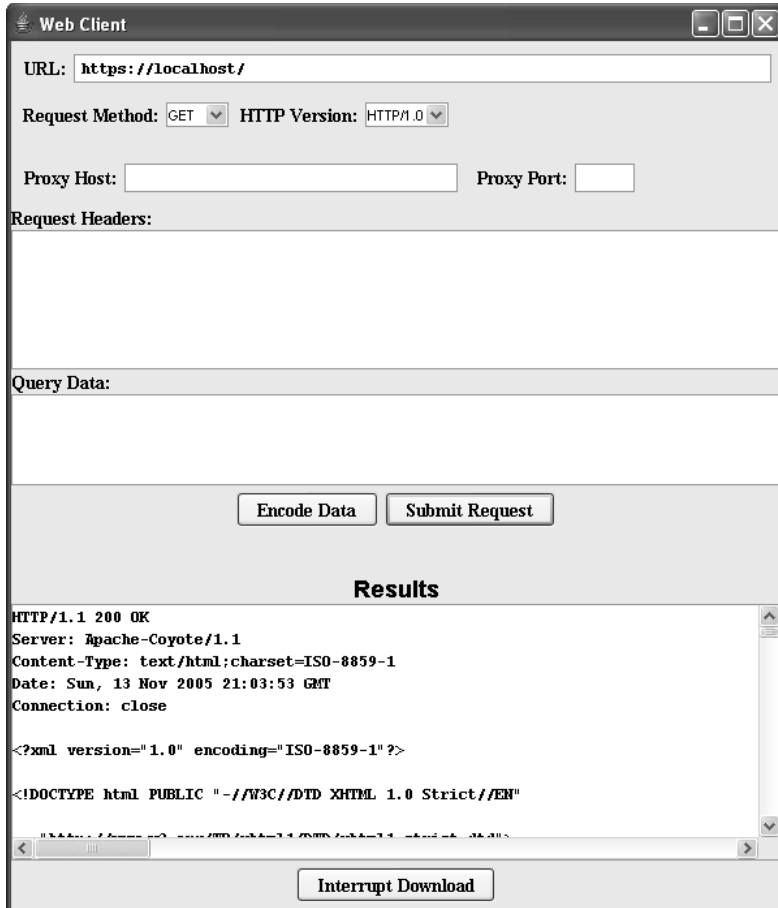 Web Client
URL: https://localhost/
Request Method: GET HTTP Version: HTTP/1.0
Proxy Host: Proxy Port:
Request Headers:
Query Data:
Encode Data Submit Request
Results
HTTP/1.1 200 OK
Server: Apache-Coyote/1.1
Content-Type: text/html;charset=ISO-8859-1
Date: Sun, 13 Nov 2005 21:03:53 GMT
Connection: close
<?xml version="1.0" encoding="ISO-8859-1"?>
<!DOCTYPE html PUBLIC "-//W3C//DTD XHTML 1.0 Strict//EN"
Interrupt Download